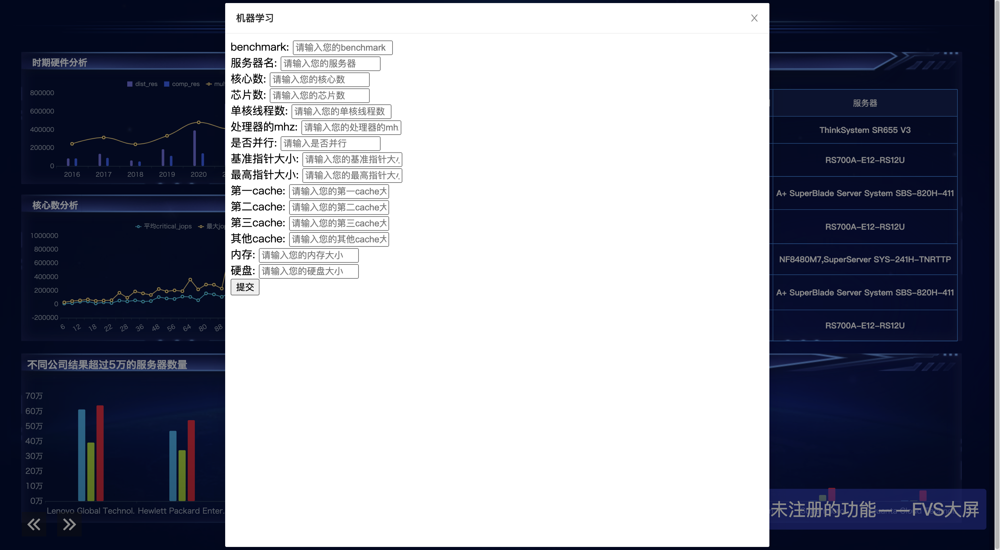 机器学习
benchmark: 请输入您的benchmark
服务器名: 请输入您的服务器
核心数: 请输入您的核心数
芯片数: 请输入您的芯片数
单核线程数: 请输入您的单核线程数
处理器的mhz: 请输入您的处理器的mh
是否并行: 请输入是否并行
基准指针大小: 请输入您的基准指针大
最高指针大小: 请输入您的最高指针大
第一cache: 请输入您的第一cache大
第二cache: 请输入您的第二cache大
第三cache: 请输入您的第三cache大
其他cache: 请输入您的其他cache大
内存: 请输入您的内存大小
硬盘: 请输入您的硬盘大小
提交
时期硬件分析
dist_res comp_res mul
800000
600000
400000
200000
0
2016 2017 2018 2019 2020 2
核心数分析
平均critical_jops 最大jop
1000000
800000
600000
400000
200000
0
-200000
6 12 18 22 28 36 48 56 64 80 88
不同公司结果超过5万的服务器数量
70万
60万
50万
40万
30万
20万
10万
0万
Lenovo Global Technol. Hewlett Packard Enter.
服务器
ThinkSystem SR655 V3
RS700A-E12-RS12U
A+ SuperBlade Server System SBS-820H-411
RS700A-E12-RS12U
NF8480M7,SuperServer SYS-241H-TNRTTP
A+ SuperBlade Server System SBS-820H-411
RS700A-E12-RS12U
未注册的功能——FVS大屏